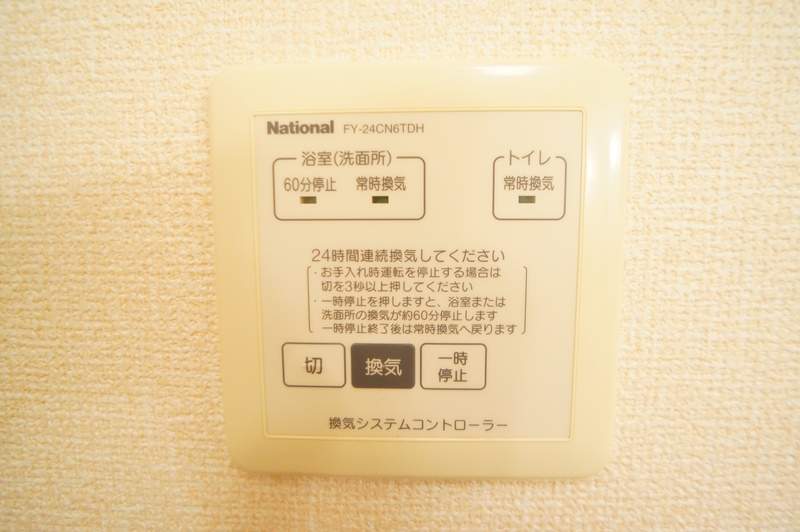 National FY-24CN6TDH
浴室(洗面所)
60分停止 常時換気
トイレ
常時換気
24時間連続換気してください
・お手入れ時運転を停止する場合は
切を3秒以上押してください
・一時停止を押しますと、浴室または
洗面所の換気が約60分停止します
一時停止終了後は常時換気へ戻ります
切
換気
一時
停止
換気システムコントローラー